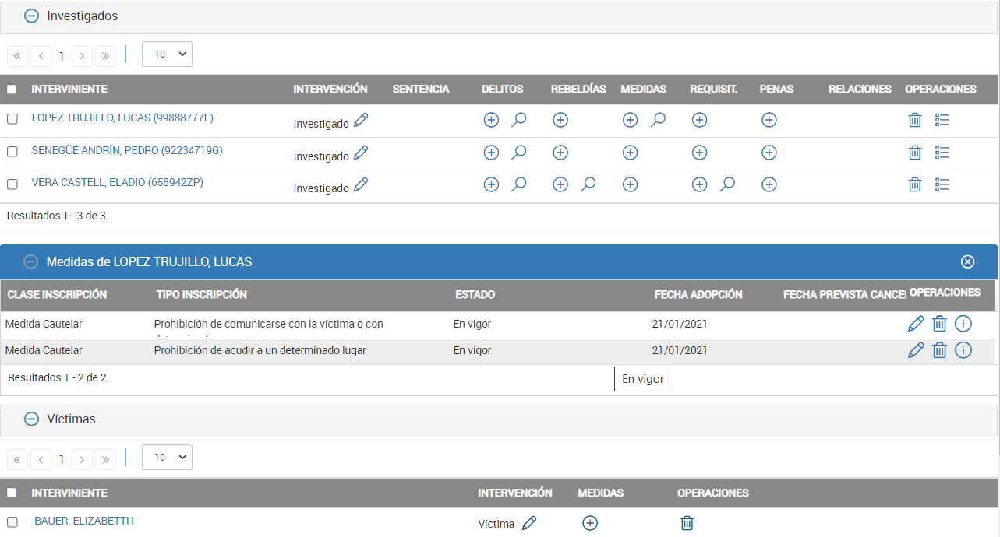 Investigados
« ‹ 1 › » 10
INTERVINIENTE INTERVENCIÓN SENTENCIA DELITOS REBELDÍAS MEDIDAS REQUISIT. PENAS RELACIONES OPERACIONES
LOPEZ TRUJILLO, LUCAS (99888777F) Investigado
SENEGÜÉ ANDRÍN, PEDRO (92234719G) Investigado
VERA CASTELL, ELADIO (658942ZP) Investigado
Resultados 1 - 3 de 3.
Medidas de LOPEZ TRUJILLO, LUCAS
CLASE INSCRIPCIÓN TIPO INSCRIPCIÓN ESTADO FECHA ADOPCIÓN FECHA PREVISTA CANCEL OPERACIONES
Medida Cautelar Prohibición de comunicarse con la víctima o con En vigor 21/01/2021
Medida Cautelar Prohibición de acudir a un determinado lugar En vigor 21/01/2021
Resultados 1 - 2 de 2
En vigor
Víctimas
« ‹ 1 › » 10
INTERVINIENTE INTERVENCIÓN MEDIDAS OPERACIONES
BAUER, ELIZABETTH Víctima